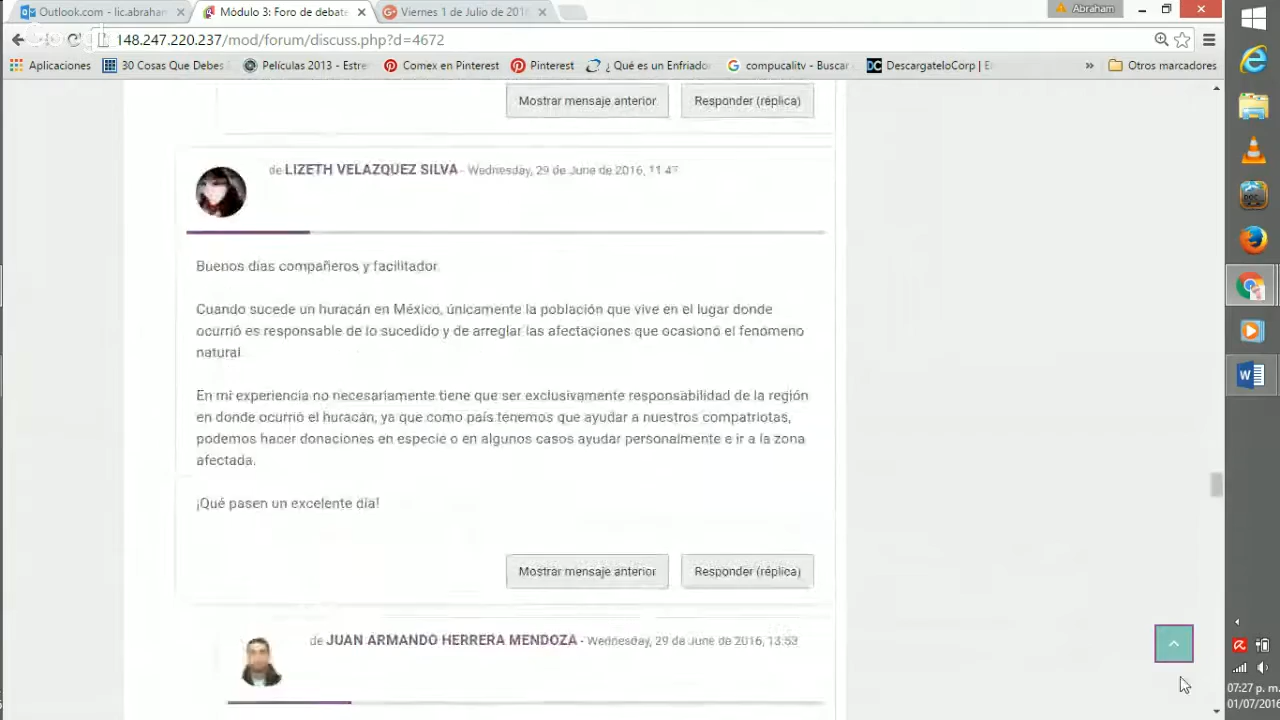 Outlook.com - lic.abraham
Módulo 3: Foro de debate
Viernes 1 de Julio de 201
Abraham
148.247.220.237/mod/forum/discuss.php?d=4672
Aplicaciones
30 Cosas Que Debes
Películas 2013 - Estre
Comex en Pinterest
Pinterest
¿ Qué es un Enfriado
compucalitv - Buscar
DescargateloCorp | E
»
Otros marcadores
Mostrar mensaje anterior
Responder (réplica)
de LIZETH VELAZQUEZ SILVA - Wednesday, 29 de June de 2016, 11:47
Buenos días compañeros y facilitador
Cuando sucede un huracán en México, únicamente la población que vive en el lugar donde
ocurrió es responsable de lo sucedido y de arreglar las afectaciones que ocasionó el fenómeno
natural.
En mi experiencia no necesariamente tiene que ser exclusivamente responsabilidad de la región
en donde ocurrió el huracán, ya que como país tenemos que ayudar a nuestros compatriotas,
podemos hacer donaciones en especie o en algunos casos ayudar personalmente e ir a la zona
afectada.
¡Qué pasen un excelente día!
Mostrar mensaje anterior
Responder (réplica)
de JUAN ARMANDO HERRERA MENDOZA - Wednesday, 29 de June de 2016, 13:53
07:27 p. m.
01/07/2016